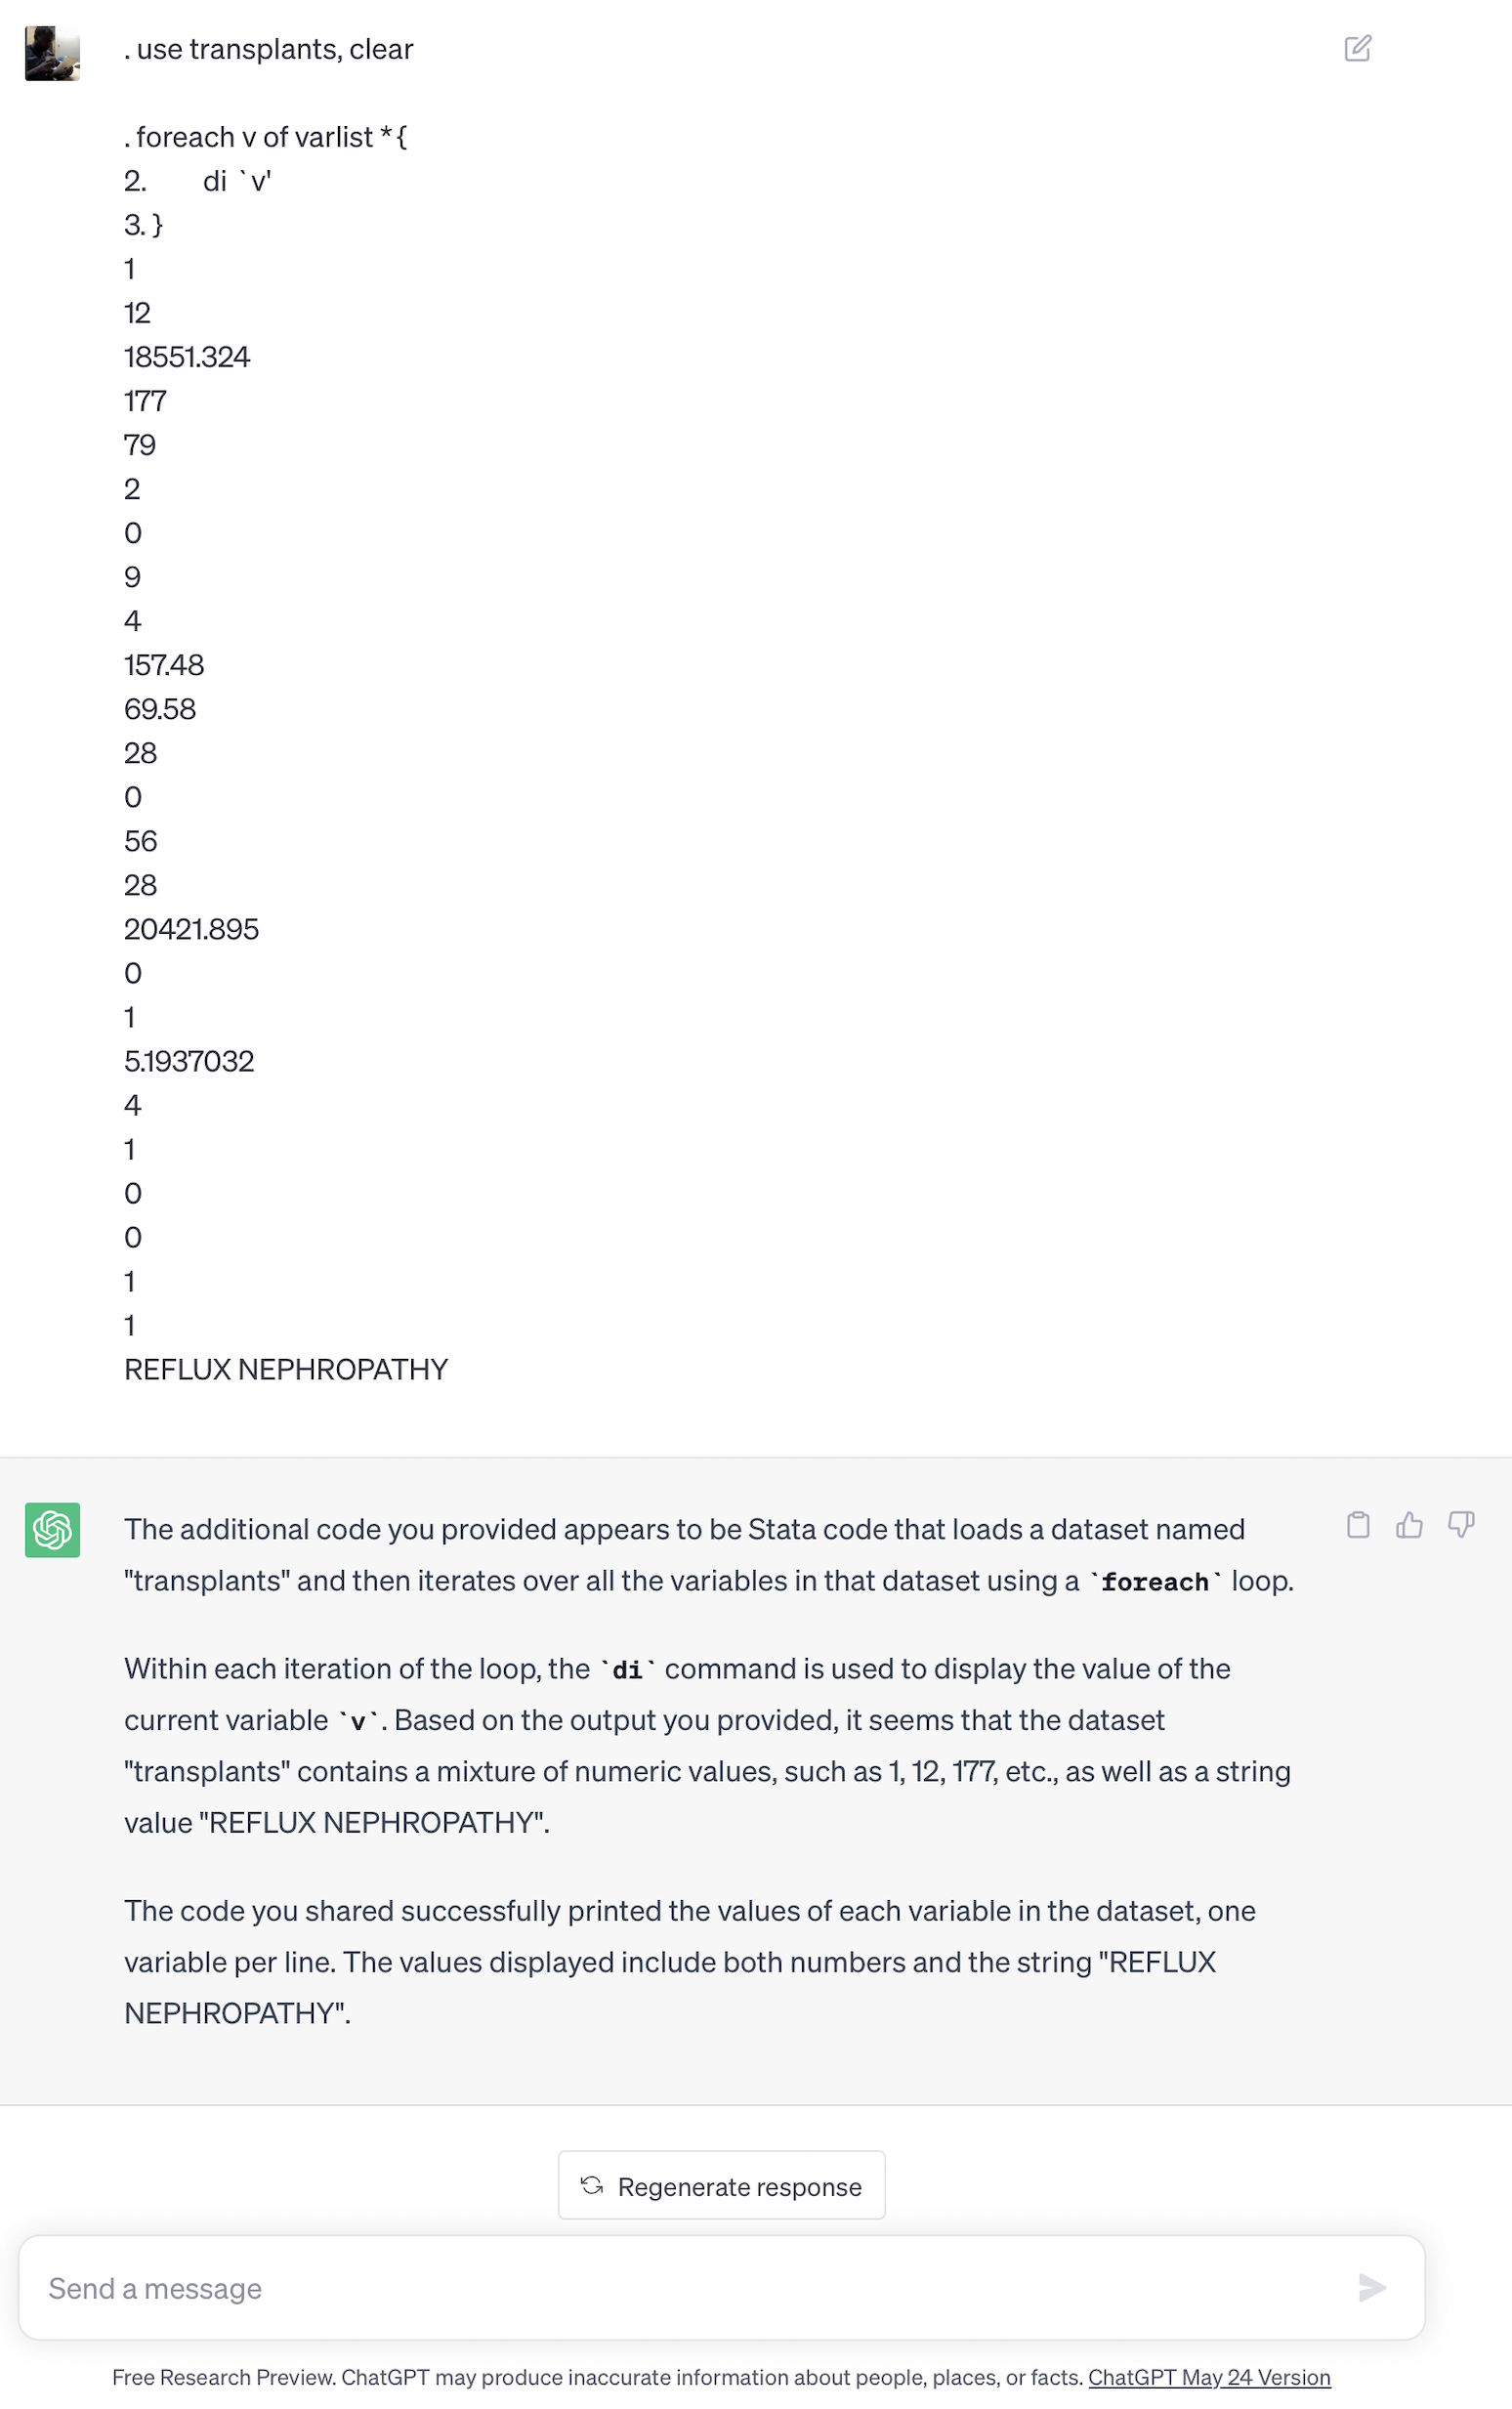 . use transplants, clear
. foreach v of varlist *{
2. di `v'
3. }
1
12
18551.324
177
79
2
0
9
4
157.48
69.58
28
0
56
28
20421.895
0
1
5.1937032
4
1
0
0
1
1
REFLUX NEPHROPATHY
The additional code you provided appears to be Stata code that loads a dataset named
"transplants" and then iterates over all the variables in that dataset using a `foreach` loop.
Within each iteration of the loop, the `di` command is used to display the value of the
current variable `v`. Based on the output you provided, it seems that the dataset
"transplants" contains a mixture of numeric values, such as 1, 12, 177, etc., as well as a string
value "REFLUX NEPHROPATHY".
The code you shared successfully printed the values of each variable in the dataset, one
variable per line. The values displayed include both numbers and the string "REFLUX
NEPHROPATHY".
Regenerate response
Send a message
Free Research Preview. ChatGPT may produce inaccurate information about people, places, or facts. ChatGPT May 24 Version